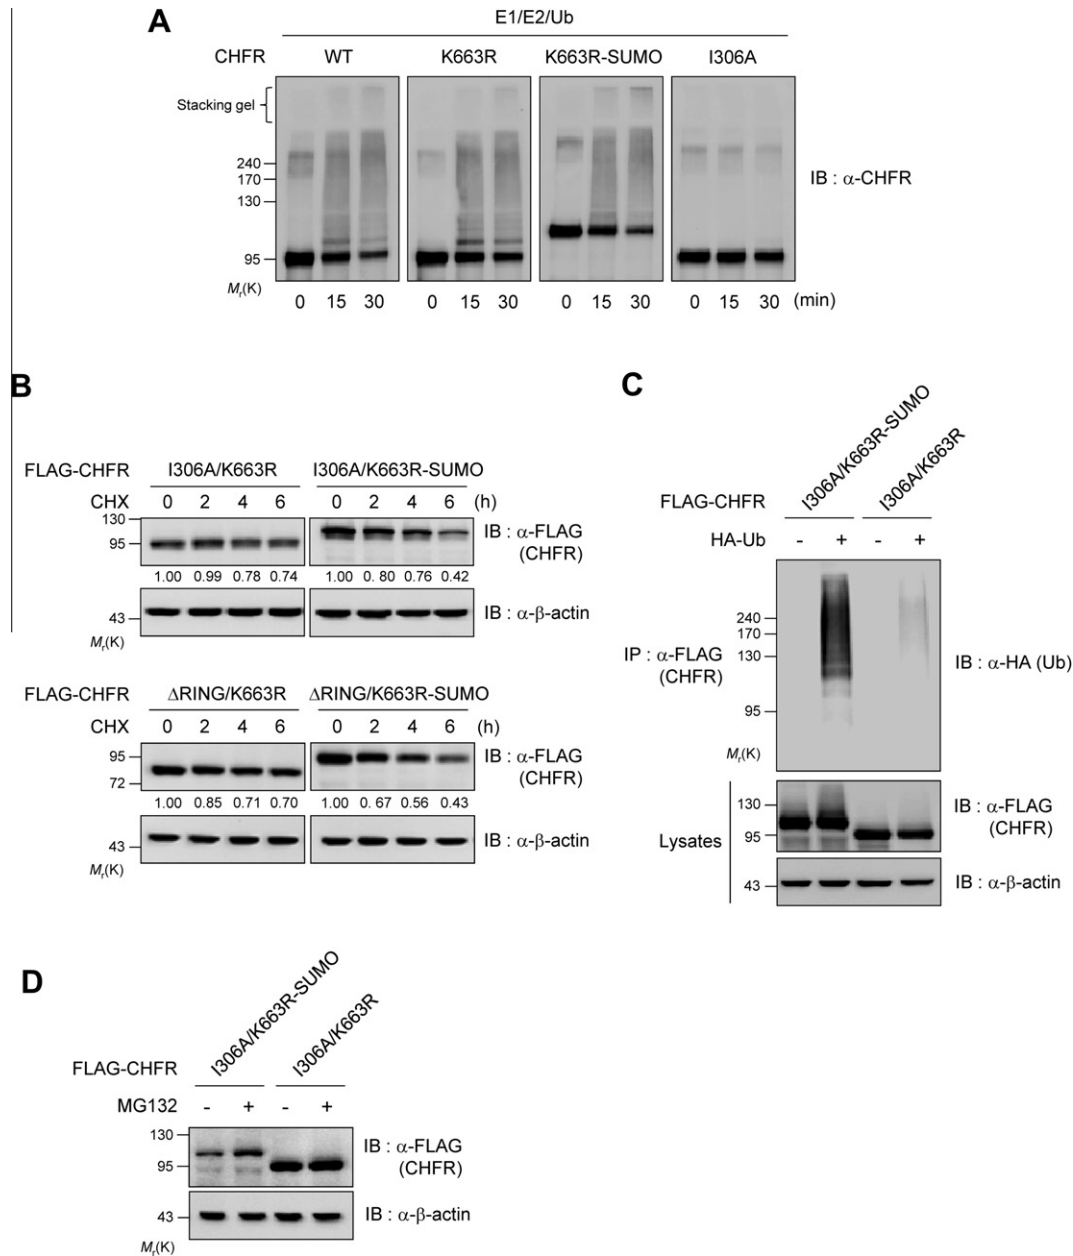 A
E1/E2/Ub
CHFR WT K663R K663R-SUMO I306A
Stacking gel
240
170
130
95
Mr(K)
IB : α-CHFR
0 15 30 0 15 30 0 15 30 0 15 30 (min)
B
FLAG-CHFR I306A/K663R I306A/K663R-SUMO
CHX 0 2 4 6 0 2 4 6 (h)
130
95
IB : α-FLAG
(CHFR)
1.00 0.99 0.78 0.74 1.00 0. 80 0.76 0.42
43
IB : α-β-actin
Mr(K)
FLAG-CHFR ΔRING/K663R ΔRING/K663R-SUMO
CHX 0 2 4 6 0 2 4 6 (h)
95
72
IB : α-FLAG
(CHFR)
1.00 0.85 0.71 0.70 1.00 0. 67 0.56 0.43
43
IB : α-β-actin
Mr(K)
C
I306A/K663R-SUMO
I306A/K663R
FLAG-CHFR
HA-Ub - + - +
240
170
130
95
Mr(K)
IP : α-FLAG
(CHFR)
IB : α-HA (Ub)
Lysates
130
95
IB : α-FLAG
(CHFR)
43
IB : α-β-actin
D
I306A/K663R-SUMO
I306A/K663R
FLAG-CHFR
MG132 - + - +
130
95
IB : α-FLAG
(CHFR)
43
IB : α-β-actin
Mr(K)